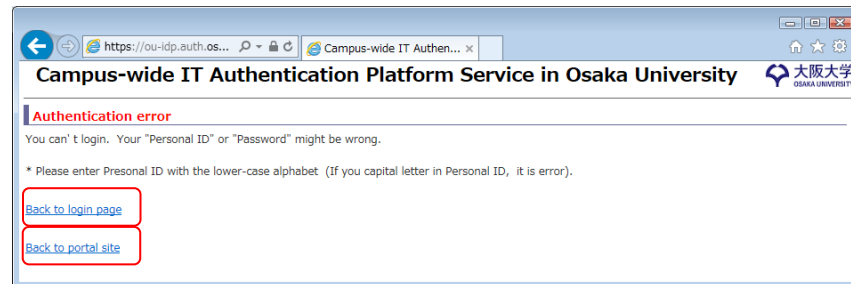 https://ou-idp.auth.os...
Campus-wide IT Authen...
Campus-wide IT Authentication Platform Service in Osaka University
大阪大学
OSAKA UNIVERSITY
Authentication error
You can' t login. Your "Personal ID" or "Password" might be wrong.
* Please enter Presonal ID with the lower-case alphabet (If you capital letter in Personal ID, it is error).
Back to login page
Back to portal site